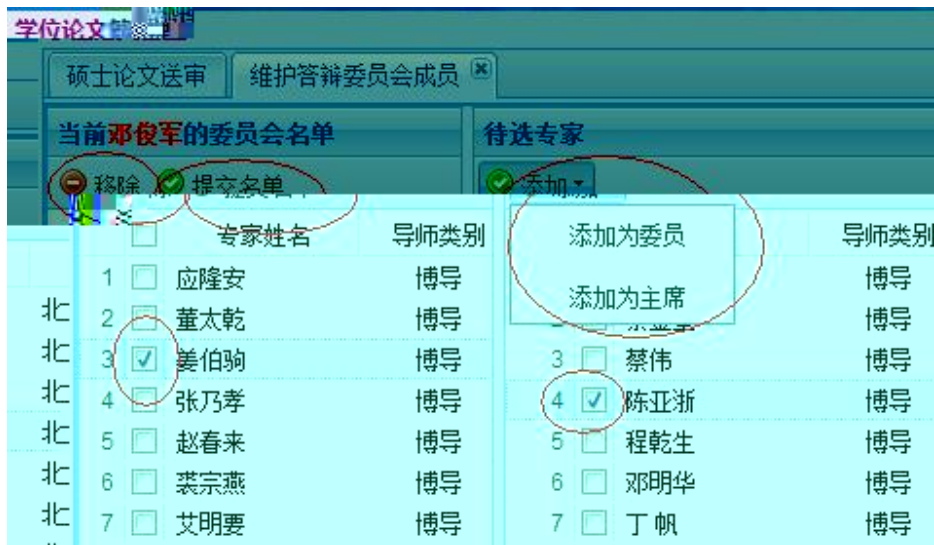 学位论文管
硕士论文送审 维护答辩委员会成员
当前邓俊军的委员会名单
移除 提交名单
专家姓名 导师类别
1 应隆安 博导
2 董太乾 博导
3 姜伯驹 博导
4 张乃孝 博导
5 赵春来 博导
6 裘宗燕 博导
7 艾明要 博导
待选专家
添加
添加为委员
添加为主席
导师类别
博导
博导
3 蔡伟 博导
4 陈亚浙 博导
5 程乾生 博导
6 邓明华 博导
7 丁帆 博导
北
北
北
北
北
北